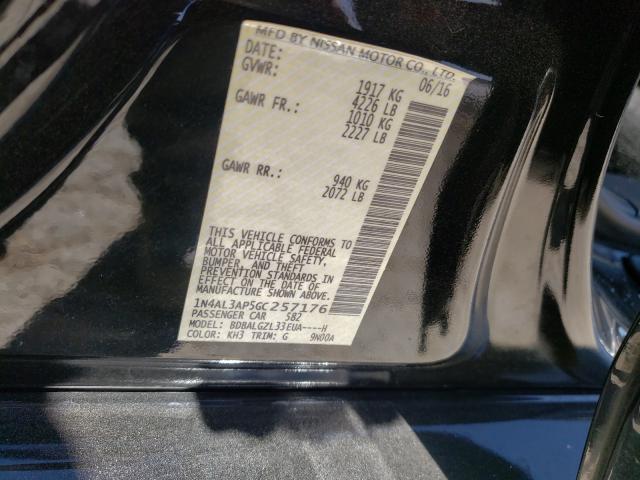 MFD BY NISSAN MOTOR CO., LTD.
DATE: 06/16
GVWR: 1917 KG
4226 LB
GAWR FR.: 1010 KG
2227 LB
GAWR RR.: 940 KG
2072 LB
THIS VEHICLE CONFORMS TO
ALL APPLICABLE FEDERAL
MOTOR VEHICLE SAFETY,
BUMPER, AND THEFT
PREVENTION STANDARDS IN
EFFECT ON THE DATE OF
MANUFACTURE SHOWN ABOVE.
1N4AL3AP5GC257176
PASSENGER CAR 582
MODEL: BDBALGZL33EUA----H
COLOR: KH3 TRIM: G 9N00A